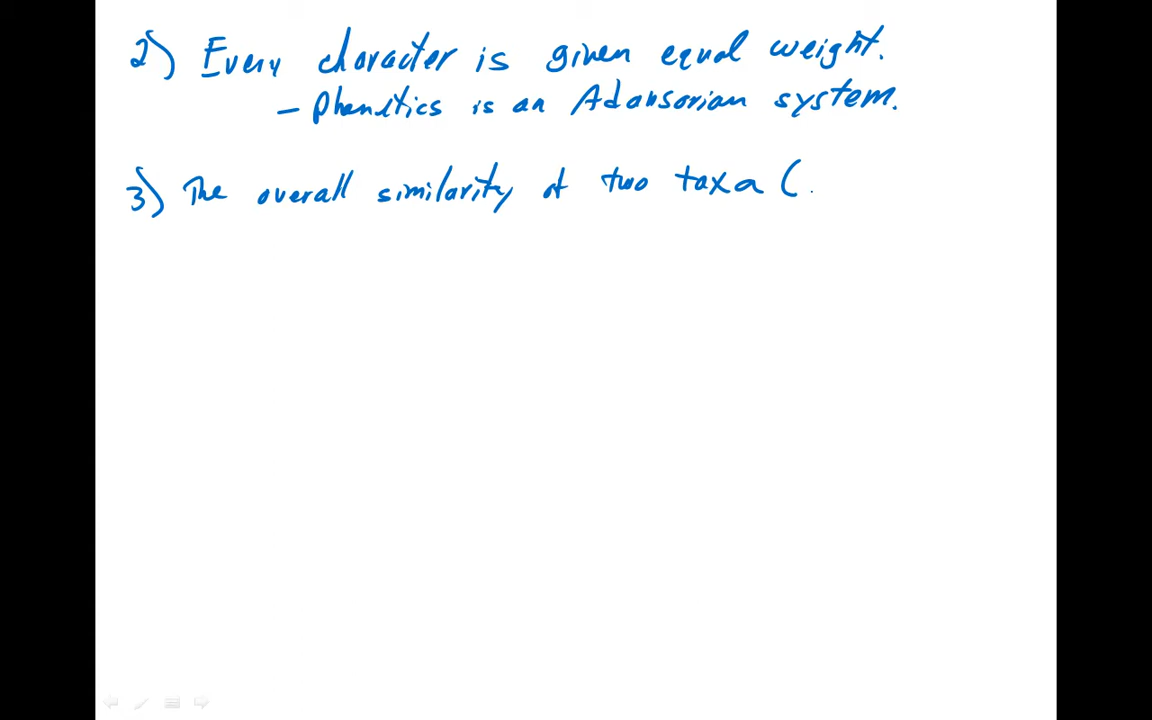 2) Every character is given equal weight.
- Phenetics is an Adansonian system.
3) The overall similarity of two taxa (